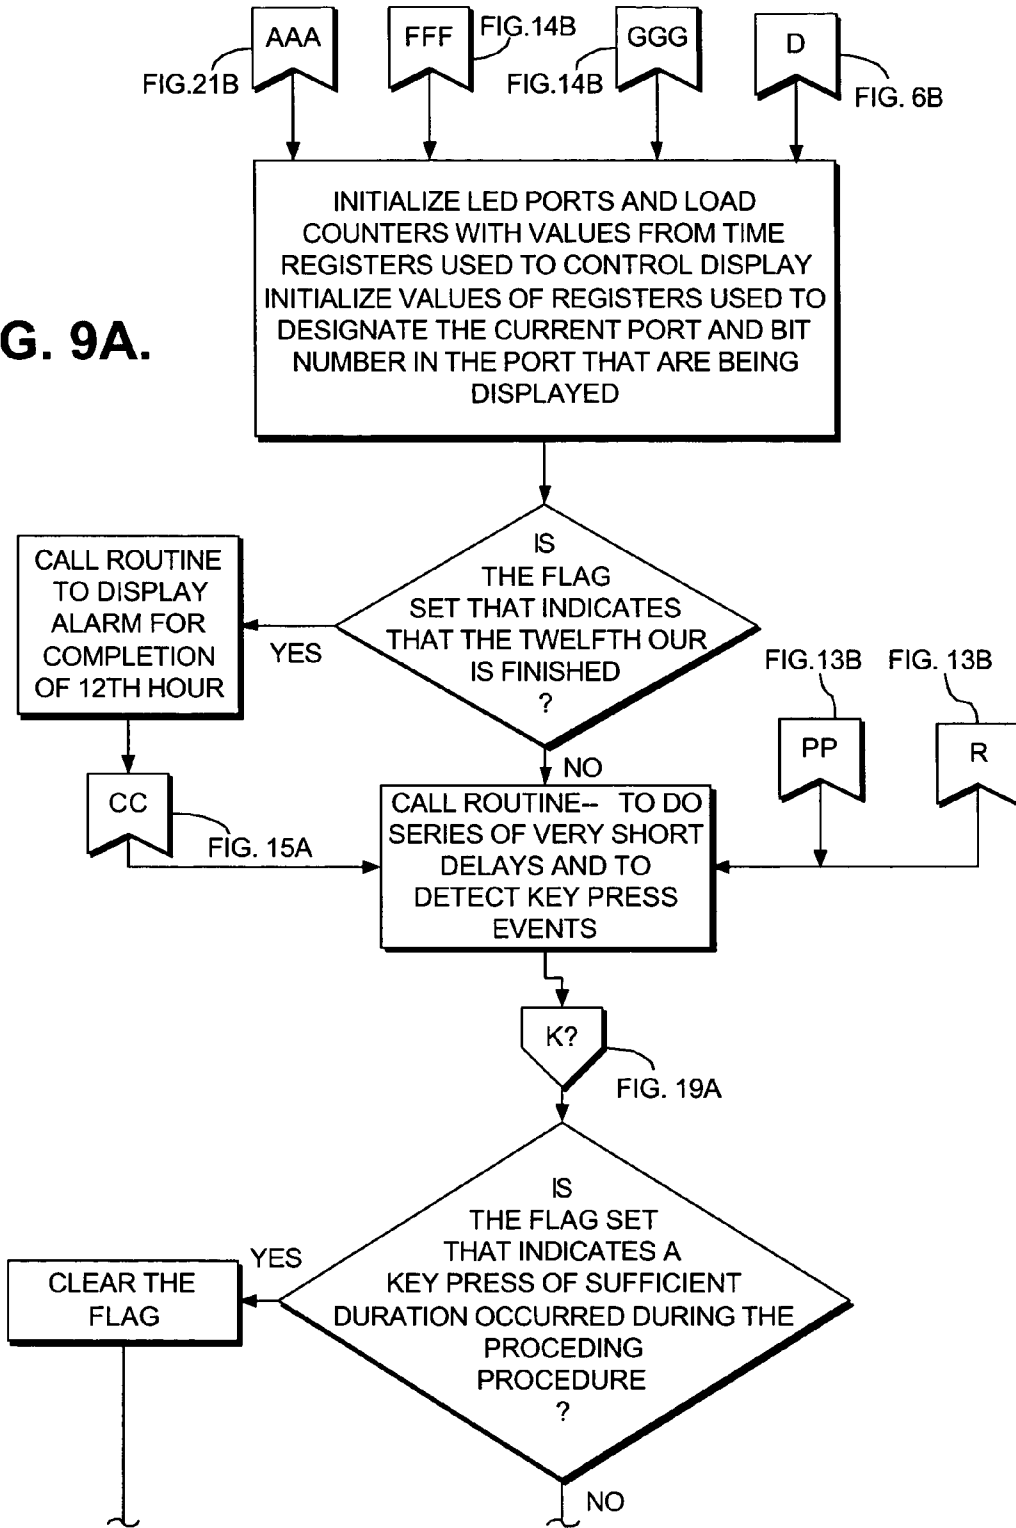 AAA
FFF
FIG.14B
GGG
D
FIG.21B
FIG.14B
FIG. 6B
INITIALIZE LED PORTS AND LOAD
COUNTERS WITH VALUES FROM TIME
REGISTERS USED TO CONTROL DISPLAY
INITIALIZE VALUES OF REGISTERS USED TO
DESIGNATE THE CURRENT PORT AND BIT
NUMBER IN THE PORT THAT ARE BEING
DISPLAYED
G. 9A.
IS
THE FLAG
SET THAT INDICATES
THAT THE TWELFTH OUR
IS FINISHED
?
YES
CALL ROUTINE
TO DISPLAY
ALARM FOR
COMPLETION
OF 12TH HOUR
CC
FIG. 15A
NO
FIG.13B
FIG. 13B
PP
R
CALL ROUTINE-- TO DO
SERIES OF VERY SHORT
DELAYS AND TO
DETECT KEY PRESS
EVENTS
K?
FIG. 19A
IS
THE FLAG SET
THAT INDICATES A
KEY PRESS OF SUFFICIENT
DURATION OCCURRED DURING THE
PROCEDING
PROCEDURE
?
YES
CLEAR THE
FLAG
NO